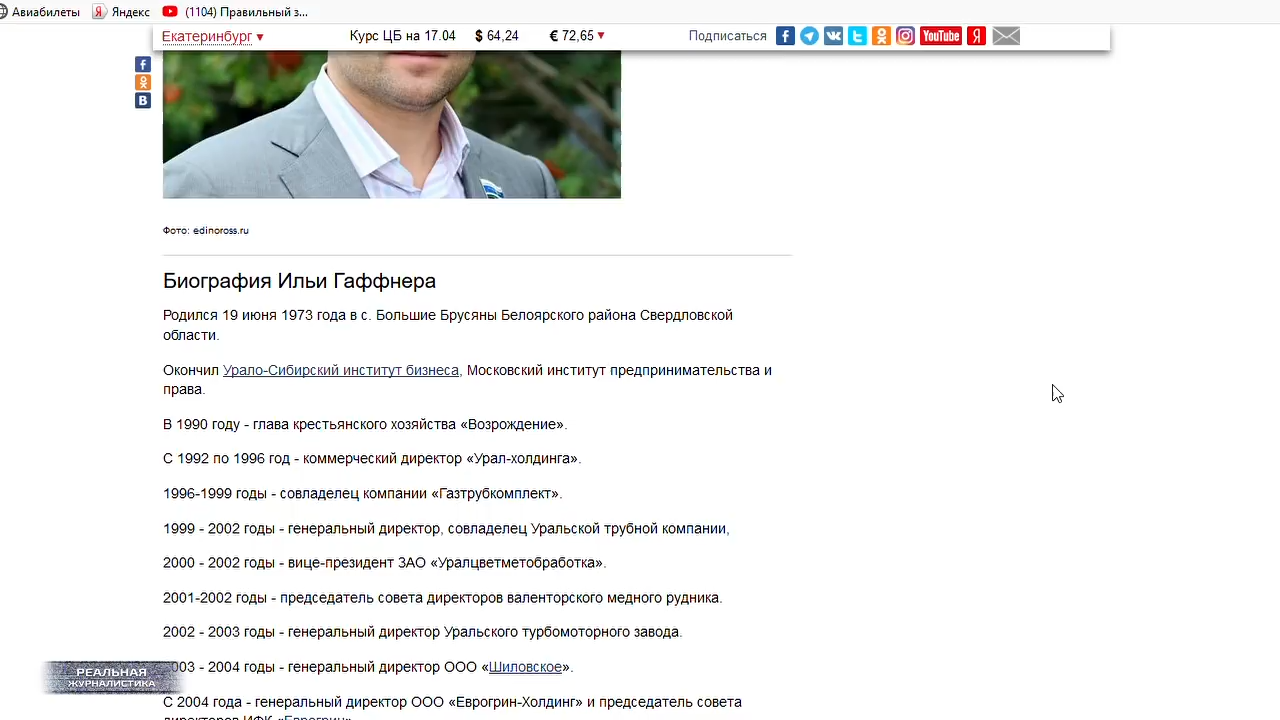 Авиабилеты Яндекс (1104) Правильный з...
Екатеринбург ▼ Курс ЦБ на 17.04 $ 64,24 € 72,65 ▼ Подписаться YouTube Я
Фото: edinoross.ru
Биография Ильи Гаффнера
Родился 19 июня 1973 года в с. Большие Брусяны Белоярского района Свердловской
области.
Окончил Урало-Сибирский институт бизнеса, Московский институт предпринимательства и
права.
В 1990 году - глава крестьянского хозяйства «Возрождение».
С 1992 по 1996 год - коммерческий директор «Урал-холдинга».
1996-1999 годы - совладелец компании «Газтрубкомплект».
1999 - 2002 годы - генеральный директор, совладелец Уральской трубной компании,
2000 - 2002 годы - вице-президент ЗАО «Уралцветметобработка».
2001-2002 годы - председатель совета директоров валенторского медного рудника.
2002 - 2003 годы - генеральный директор Уральского турбомоторного завода.
003 - 2004 годы - генеральный директор ООО «Шиловское».
РЕАЛЬНАЯ
ЖУРНАЛИСТИКА
С 2004 года - генеральный директор ООО «Еврогрин-Холдинг» и председатель совета
директоров ИФК «Еврогрин»